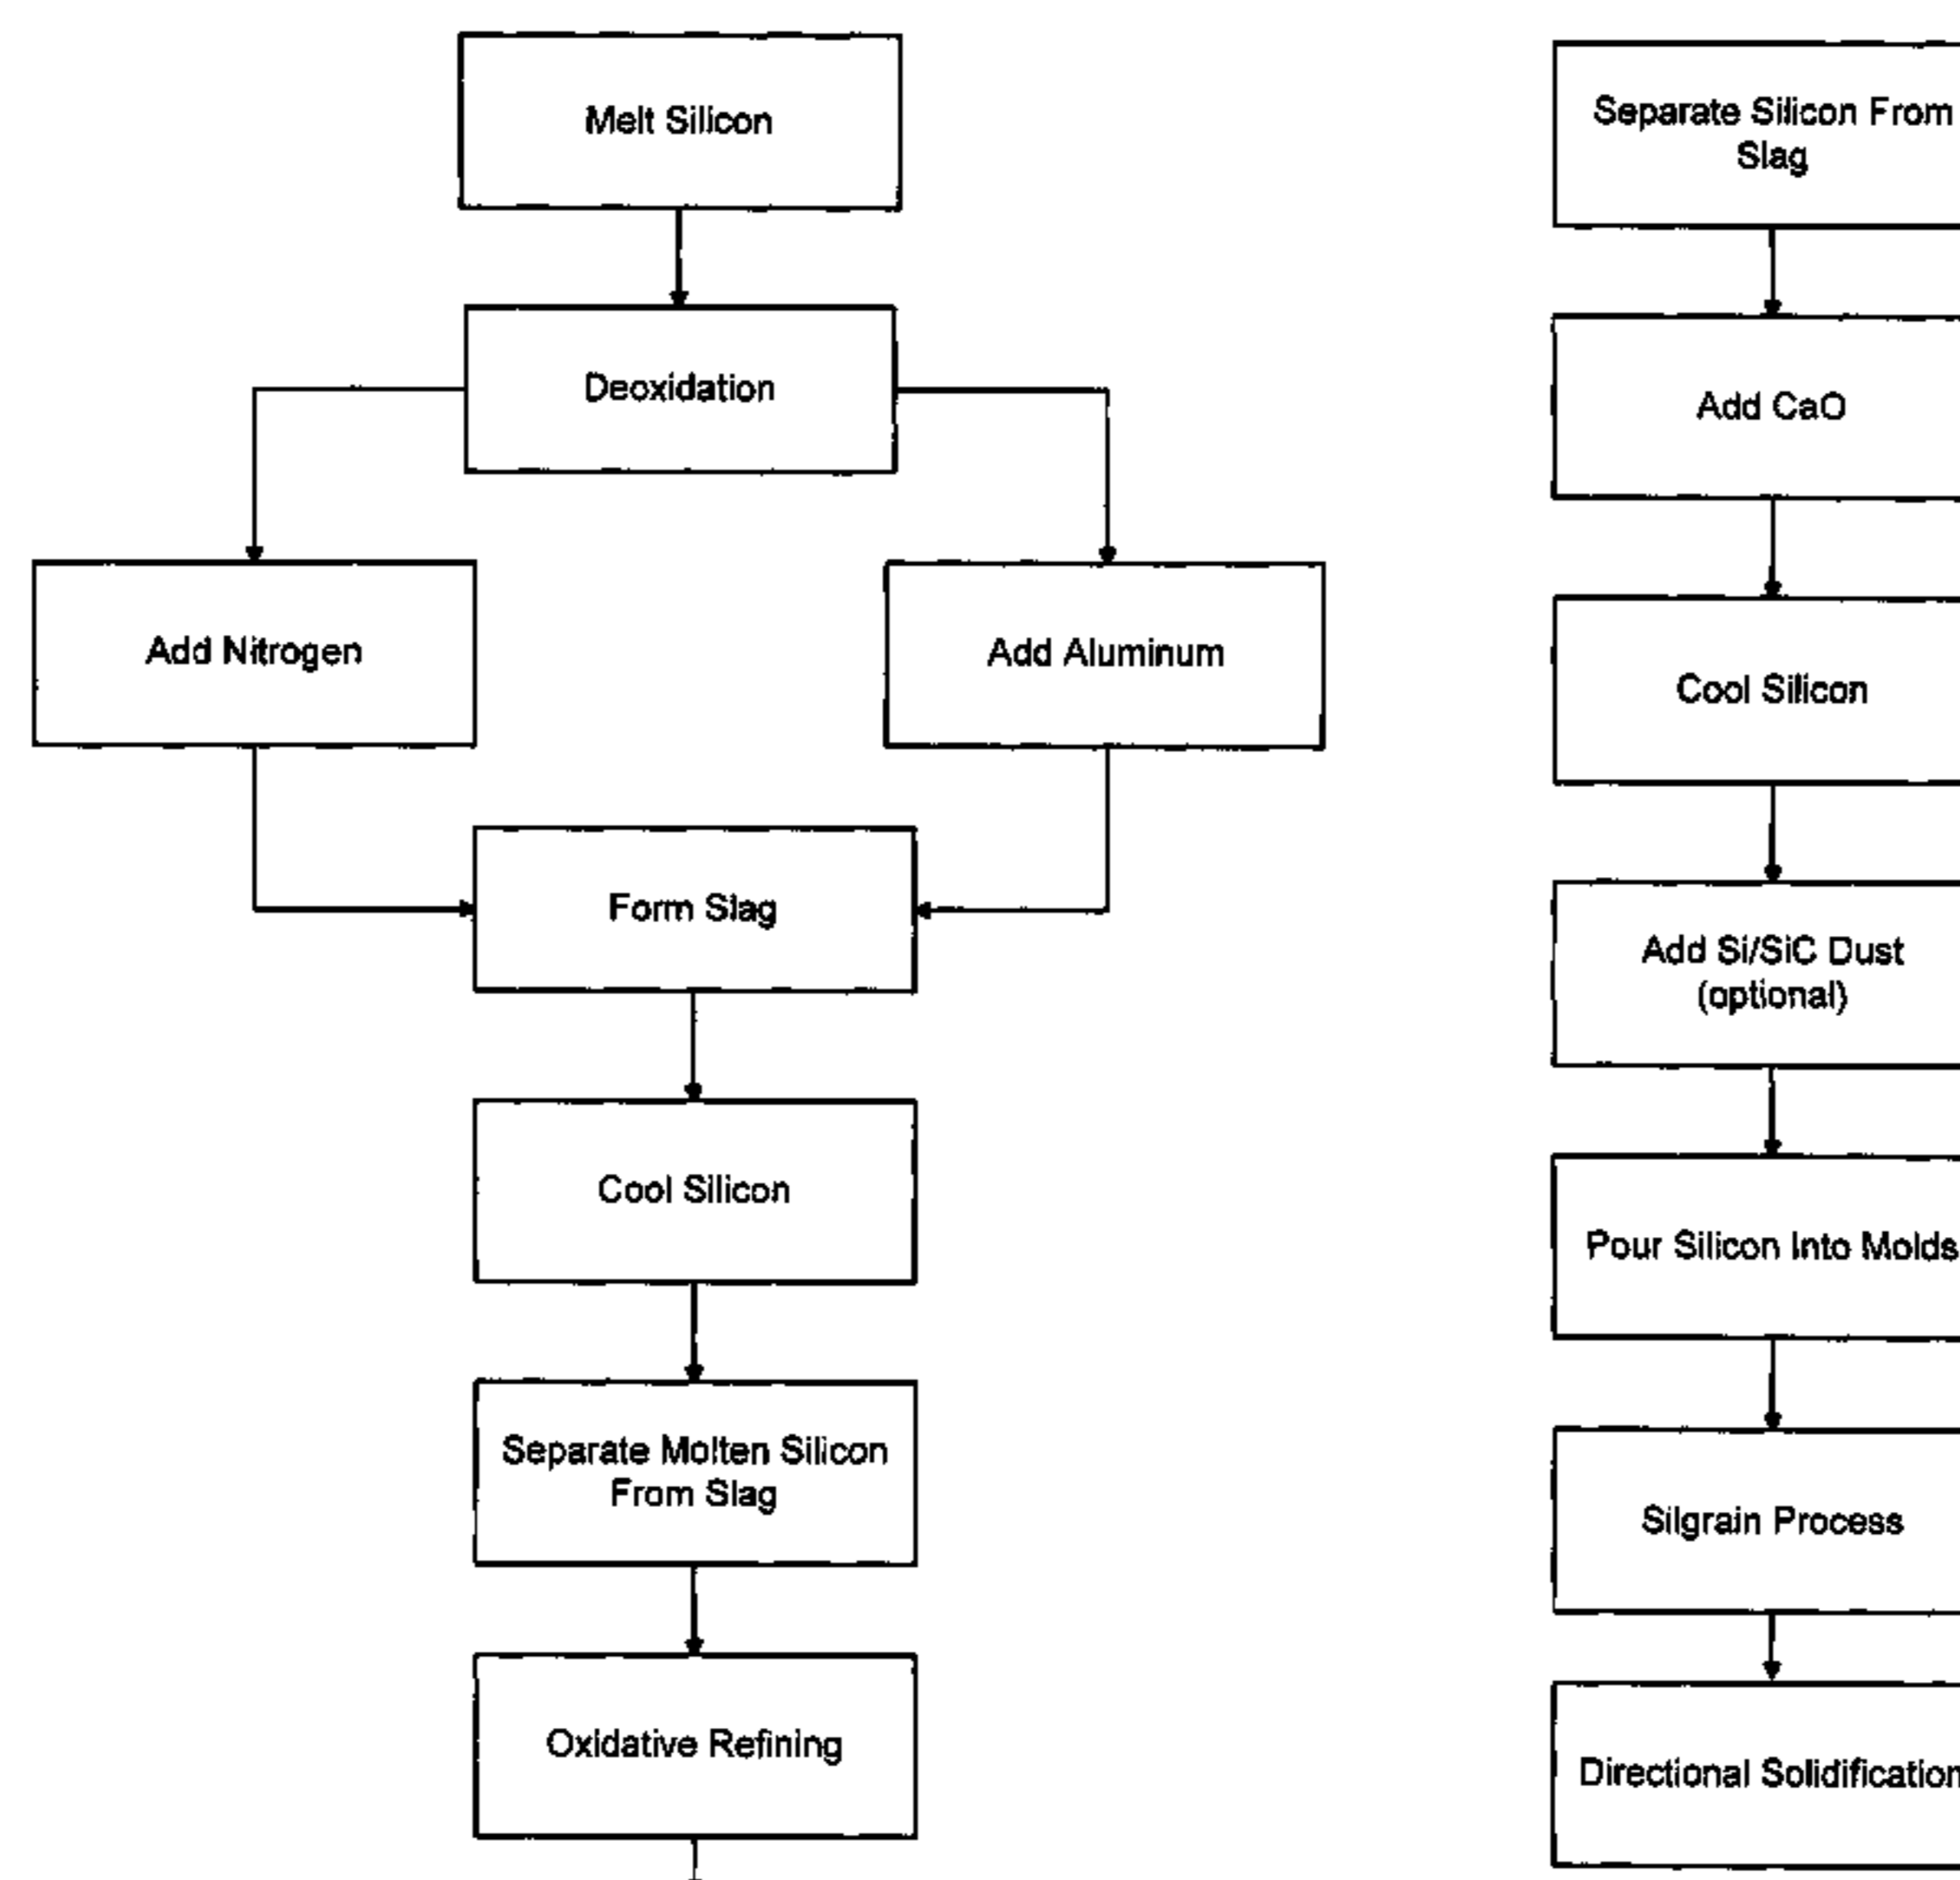 Melt Silicon
Deoxidation
Add Nitrogen
Add Aluminum
Form Slag
Cool Silicon
Separate Molten Silicon
From Slag
Oxidative Refining
Separate Silicon From
Slag
Add CaO
Cool Silicon
Add Si/SiC Dust
(optional)
Pour Silicon Into Molds
Silgrain Process
Directional Solidification